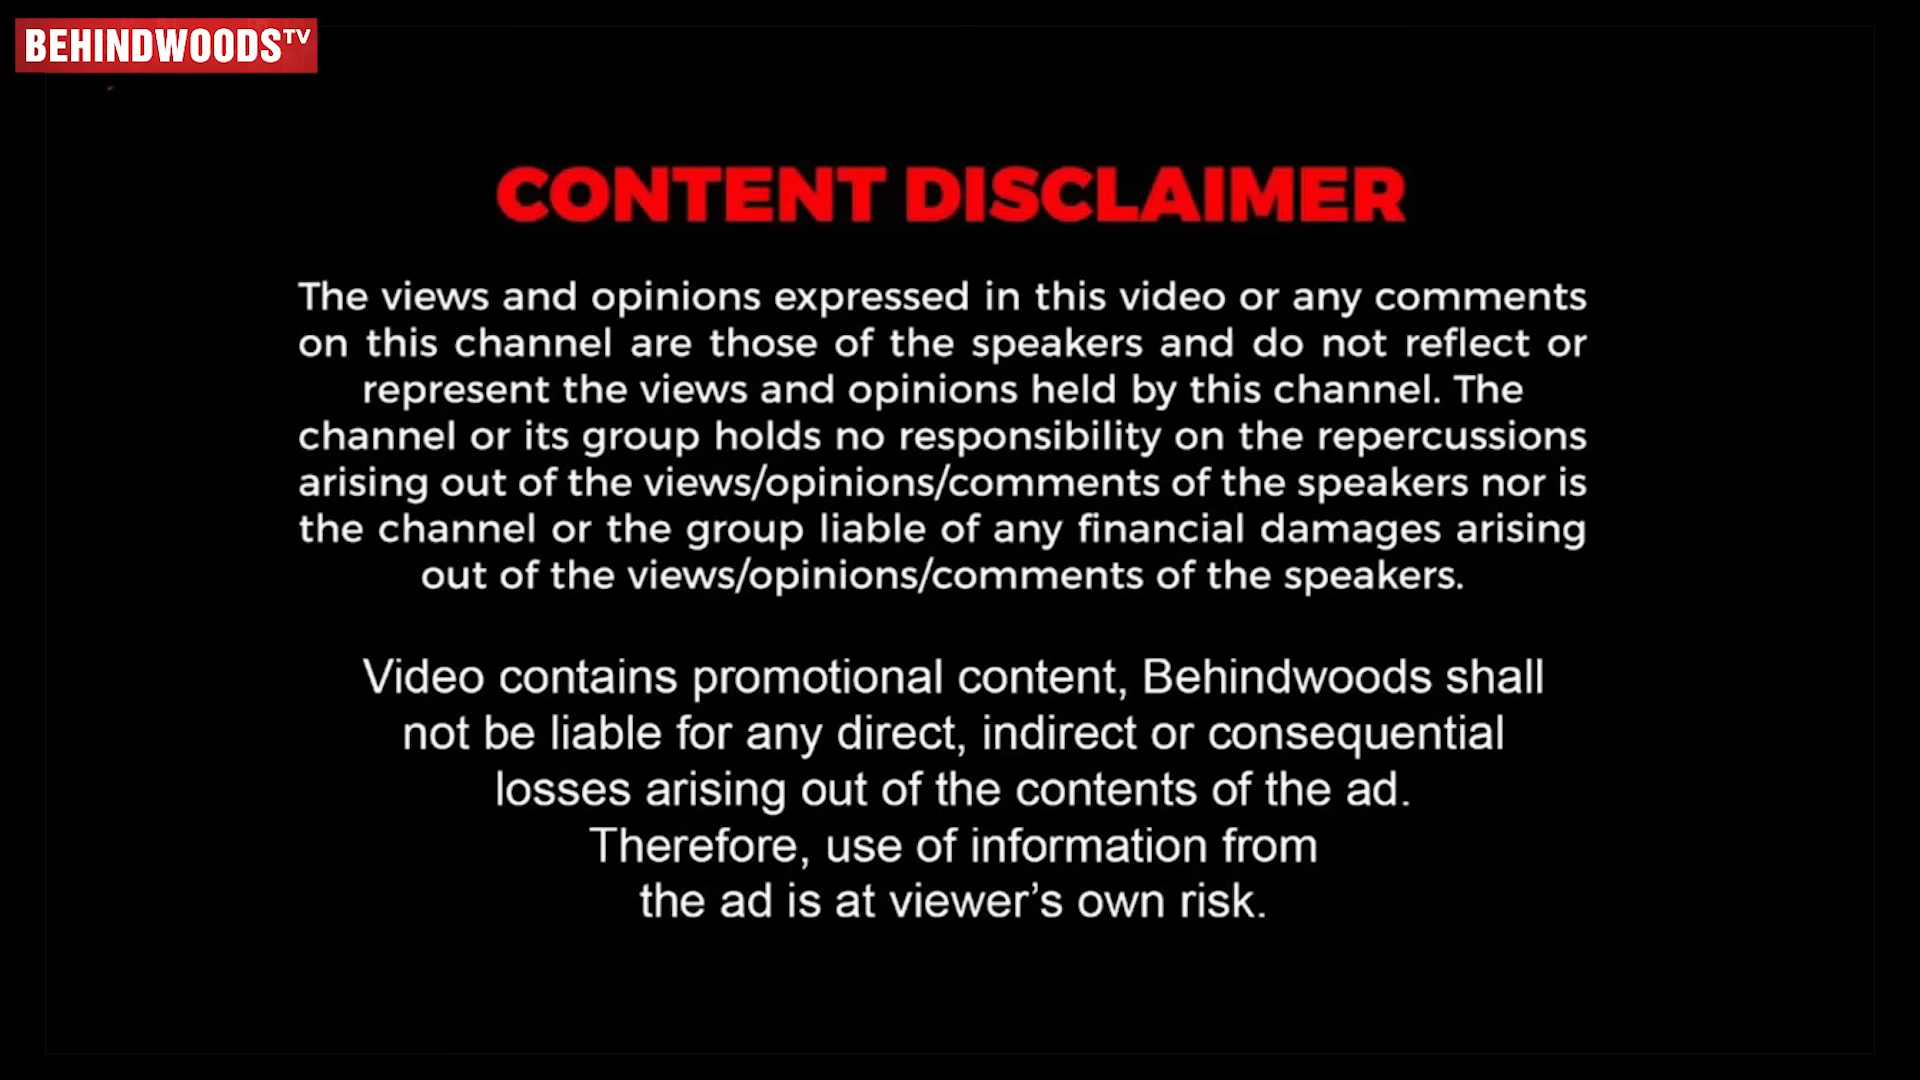 BEHINDWOODS TV
CONTENT DISCLAIMER
The views and opinions expressed in this video or any comments
on this channel are those of the speakers and do not reflect or
represent the views and opinions held by this channel. The
channel or its group holds no responsibility on the repercussions
arising out of the views/opinions/comments of the speakers nor is
the channel or the group liable of any financial damages arising
out of the views/opinions/comments of the speakers.
Video contains promotional content, Behindwoods shall
not be liable for any direct, indirect or consequential
losses arising out of the contents of the ad.
Therefore, use of information from
the ad is at viewer’s own risk.